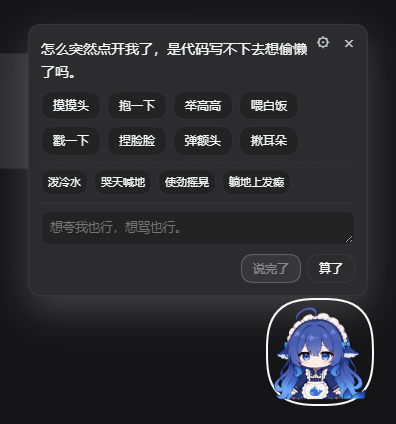 怎么突然点开我了，是代码写不下去想偷懒
了吗。
摸摸头 抱一下 举高高 喂白饭
戳一下 捏脸脸 弹额头 揪耳朵
泼冷水 哭天喊地 使劲摇晃 躺地上发癫
想夸我也行，想骂也行。
说完了 算了